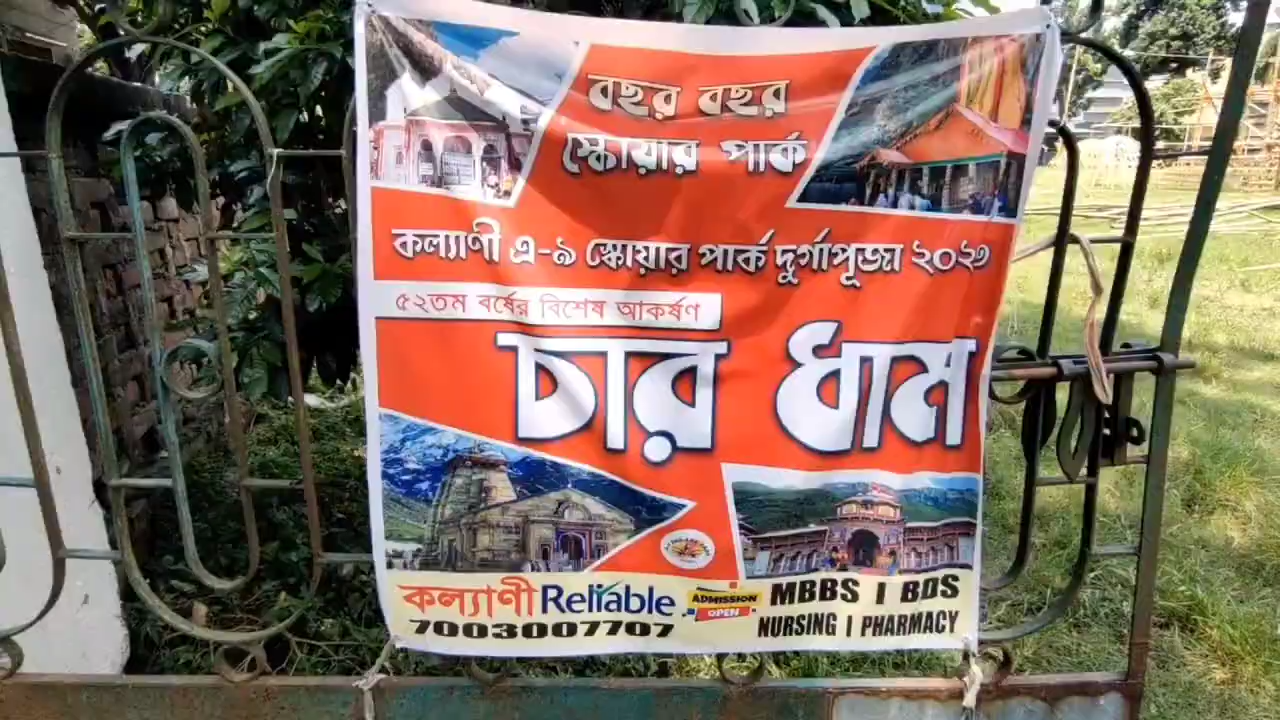 বছর বছর
স্কোয়ার পার্ক
কল্যাণী এ-৯ স্কোয়ার পার্ক দুর্গাপূজা ২০২৩
৫২তম বর্ষের বিশেষ আকর্ষণ
চার ধাম
কল্যাণী Reliable
7003007707
ADMISSION
OPEN
MBBS I BDS
NURSING I PHARMACY